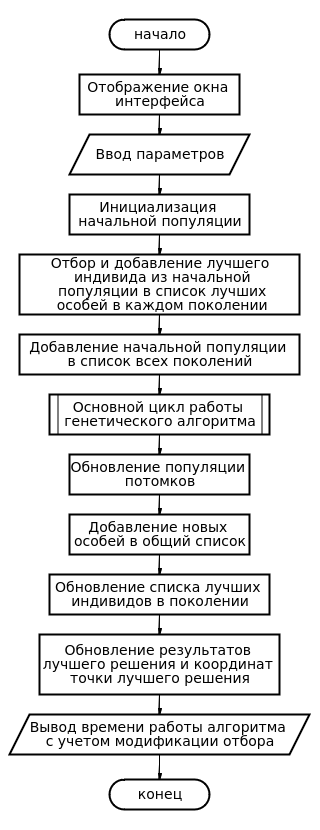 начало
Отображение окна
интерфейса
Ввод параметров
Инициализация
начальной популяции
Отбор и добавление лучшего
индивида из начальной
популяции в список лучших
особей в каждом поколении
Добавление начальной популяции
в список всех поколений
Основной цикл работы
генетического алгоритма
Обновление популяции
потомков
Добавление новых
особей в общий список
Обновление списка лучших
индивидов в поколении
Обновление результатов
лучшего решения и координат
точки лучшего решения
Вывод времени работы алгоритма
с учетом модификации отбора
конец